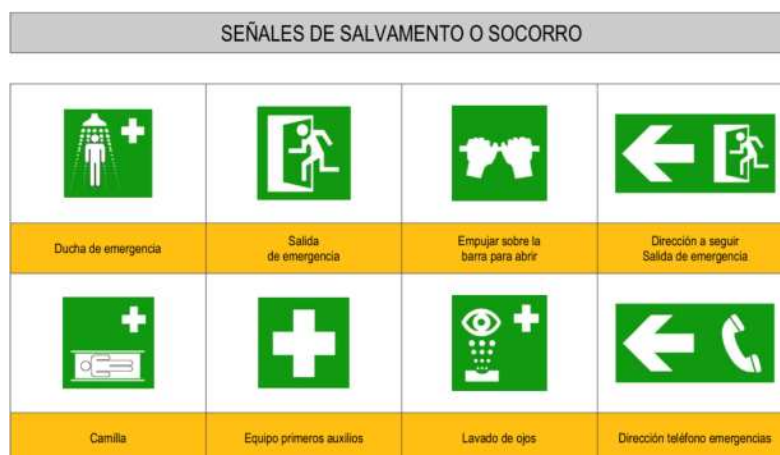 SEÑALES DE SALVAMENTO O SOCORRO
Ducha de emergencia
Salida
de emergencia
Empujar sobre la
barra para abrir
Dirección a seguir
Salida de emergencia
Camilla
Equipo primeros auxilios
Lavado de ojos
Dirección teléfono emergencias